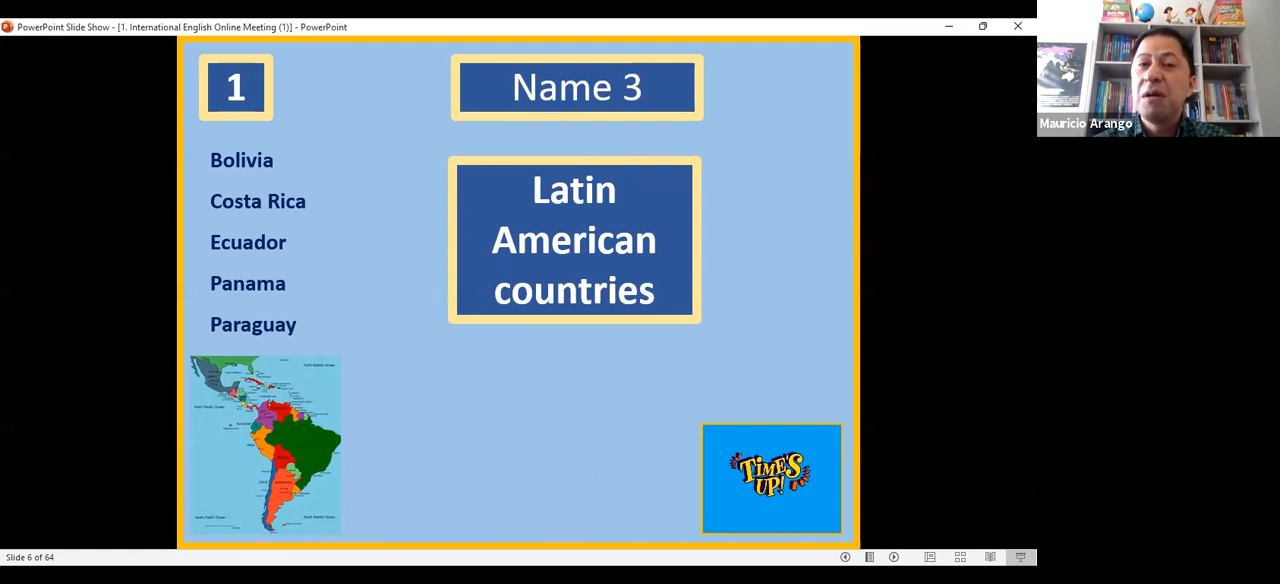 PowerPoint Slide Show - [1. International English Online Meeting (1)] - PowerPoint
1
Name 3
Bolivia
Costa Rica
Ecuador
Panama
Paraguay
Latin
American
countries
TIME'S
UP!
Mauricio Arango
Slide 6 of 64